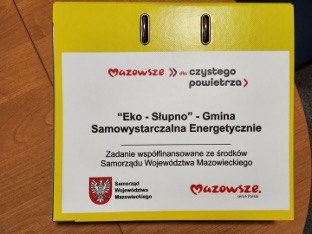 Mazowsze dla czystego
powietrza
“Eko - Słupno” - Gmina
Samowystarczalna Energetycznie
Zadanie współfinansowane ze środków
Samorządu Województwa Mazowieckiego
Samorząd
Województwa
Mazowieckiego
Mazowsze.
serce Polski